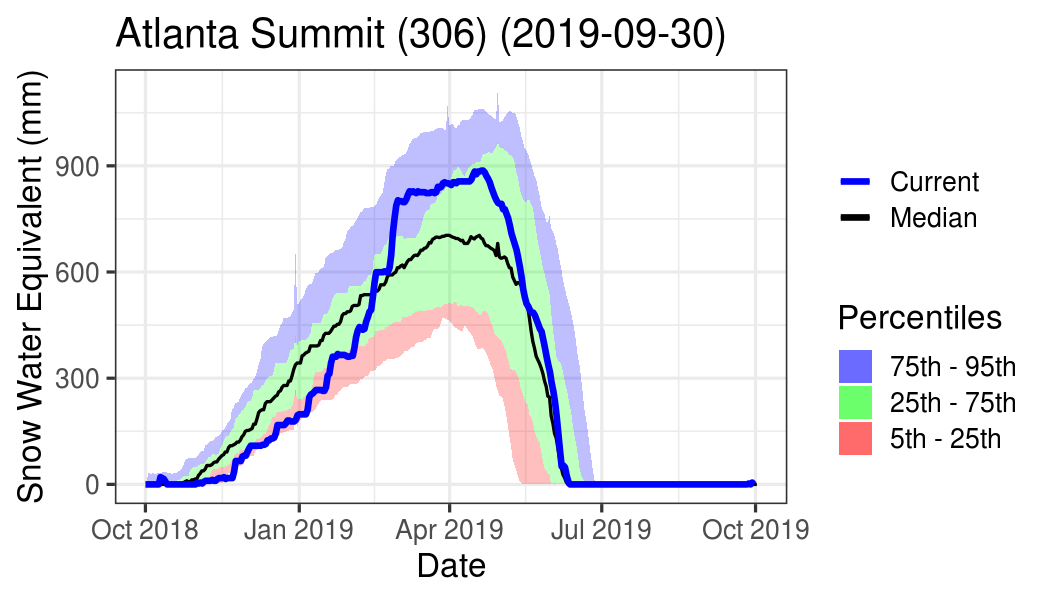 Atlanta Summit (306) (2019-09-30)
Snow Water Equivalent (mm)
900
600
300
0
Oct 2018
Jan 2019
Apr 2019
Jul 2019
Oct 2019
Date
Current
Median
Percentiles
75th - 95th
25th - 75th
5th - 25th